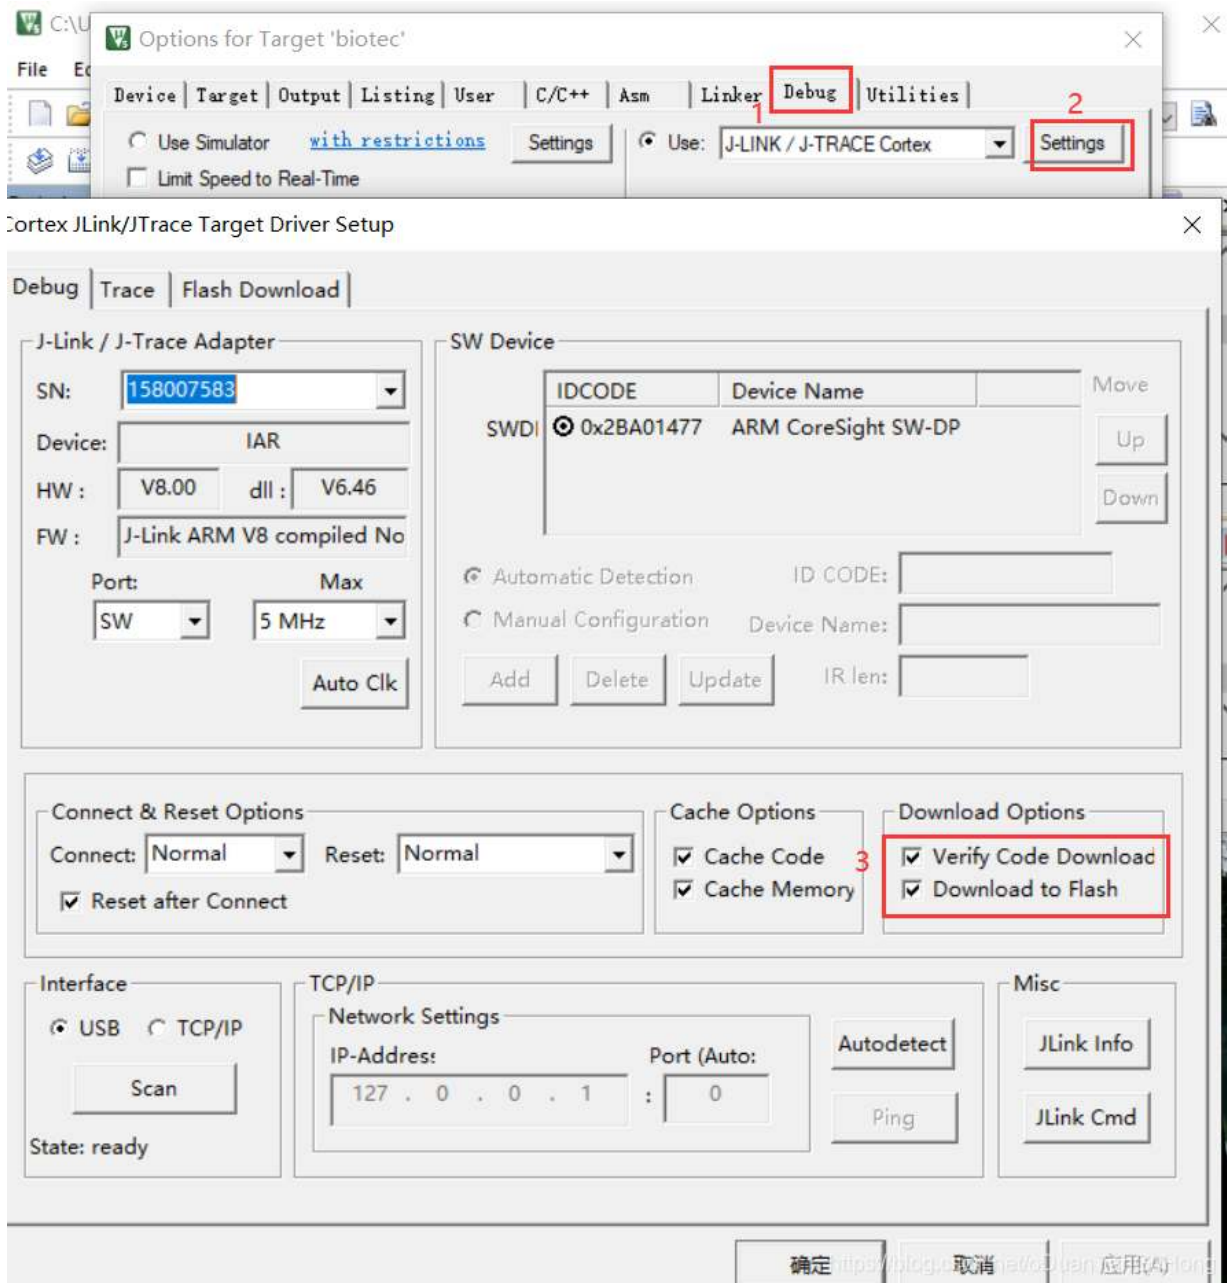 C:\U
Options for Target 'biotec'
File
Device Target Output Listing User C/C++ Asm Linker Debug Utilities
1 2
Use Simulator with restrictions Settings Use: J-LINK / J-TRACE Cortex Settings
Limit Speed to Real-Time
Cortex JLink/JTrace Target Driver Setup
Debug Trace Flash Download
J-Link / J-Trace Adapter
SN: 158007583
Device: IAR
HW : V8.00 dll : V6.46
FW : J-Link ARM V8 compiled No
Port: Max
SW 5 MHz
Auto Clk
SW Device
IDCODE Device Name
SWDI 0x2BA01477 ARM CoreSight SW-DP
Move
Up
Down
Automatic Detection ID CODE:
Manual Configuration Device Name:
Add Delete Update IR len:
Connect & Reset Options
Connect: Normal Reset: Normal
Reset after Connect
Cache Options
Cache Code
Cache Memory
3
Download Options
Verify Code Download
Download to Flash
Interface
USB TCP/IP
Scan
State: ready
TCP/IP
Network Settings
IP-Address Port (Auto:
127 . 0 . 0 . 1 : 0
Autodetect
Ping
Misc
JLink Info
JLink Cmd
确定 取消 应用(A)